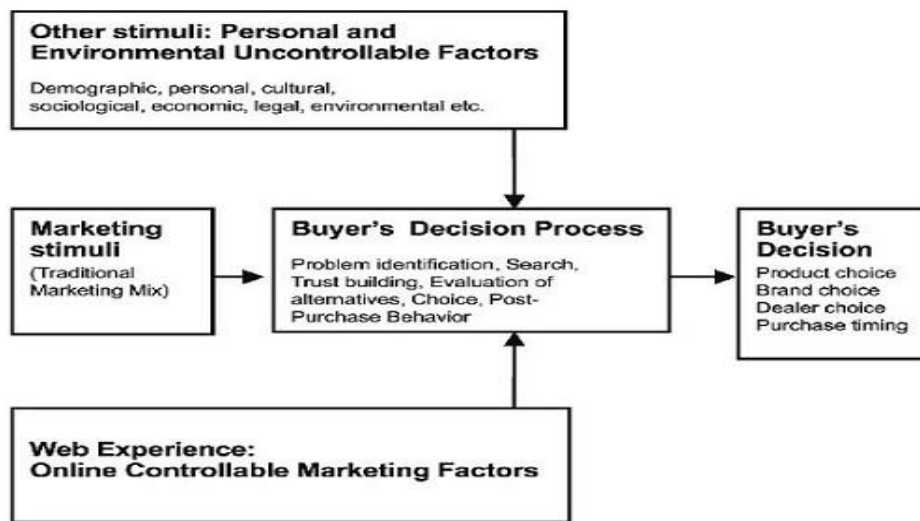 Other stimuli: Personal and
Environmental Uncontrollable Factors
Demographic, personal, cultural,
sociological, economic, legal, environmental etc.
Marketing
stimuli
(Traditional
Marketing Mix)
Buyer's Decision Process
Problem identification, Search,
Trust building, Evaluation of
alternatives, Choice, Post-
Purchase Behavior
Buyer's
Decision
Product choice
Brand choice
Dealer choice
Purchase timing
Web Experience:
Online Controllable Marketing Factors